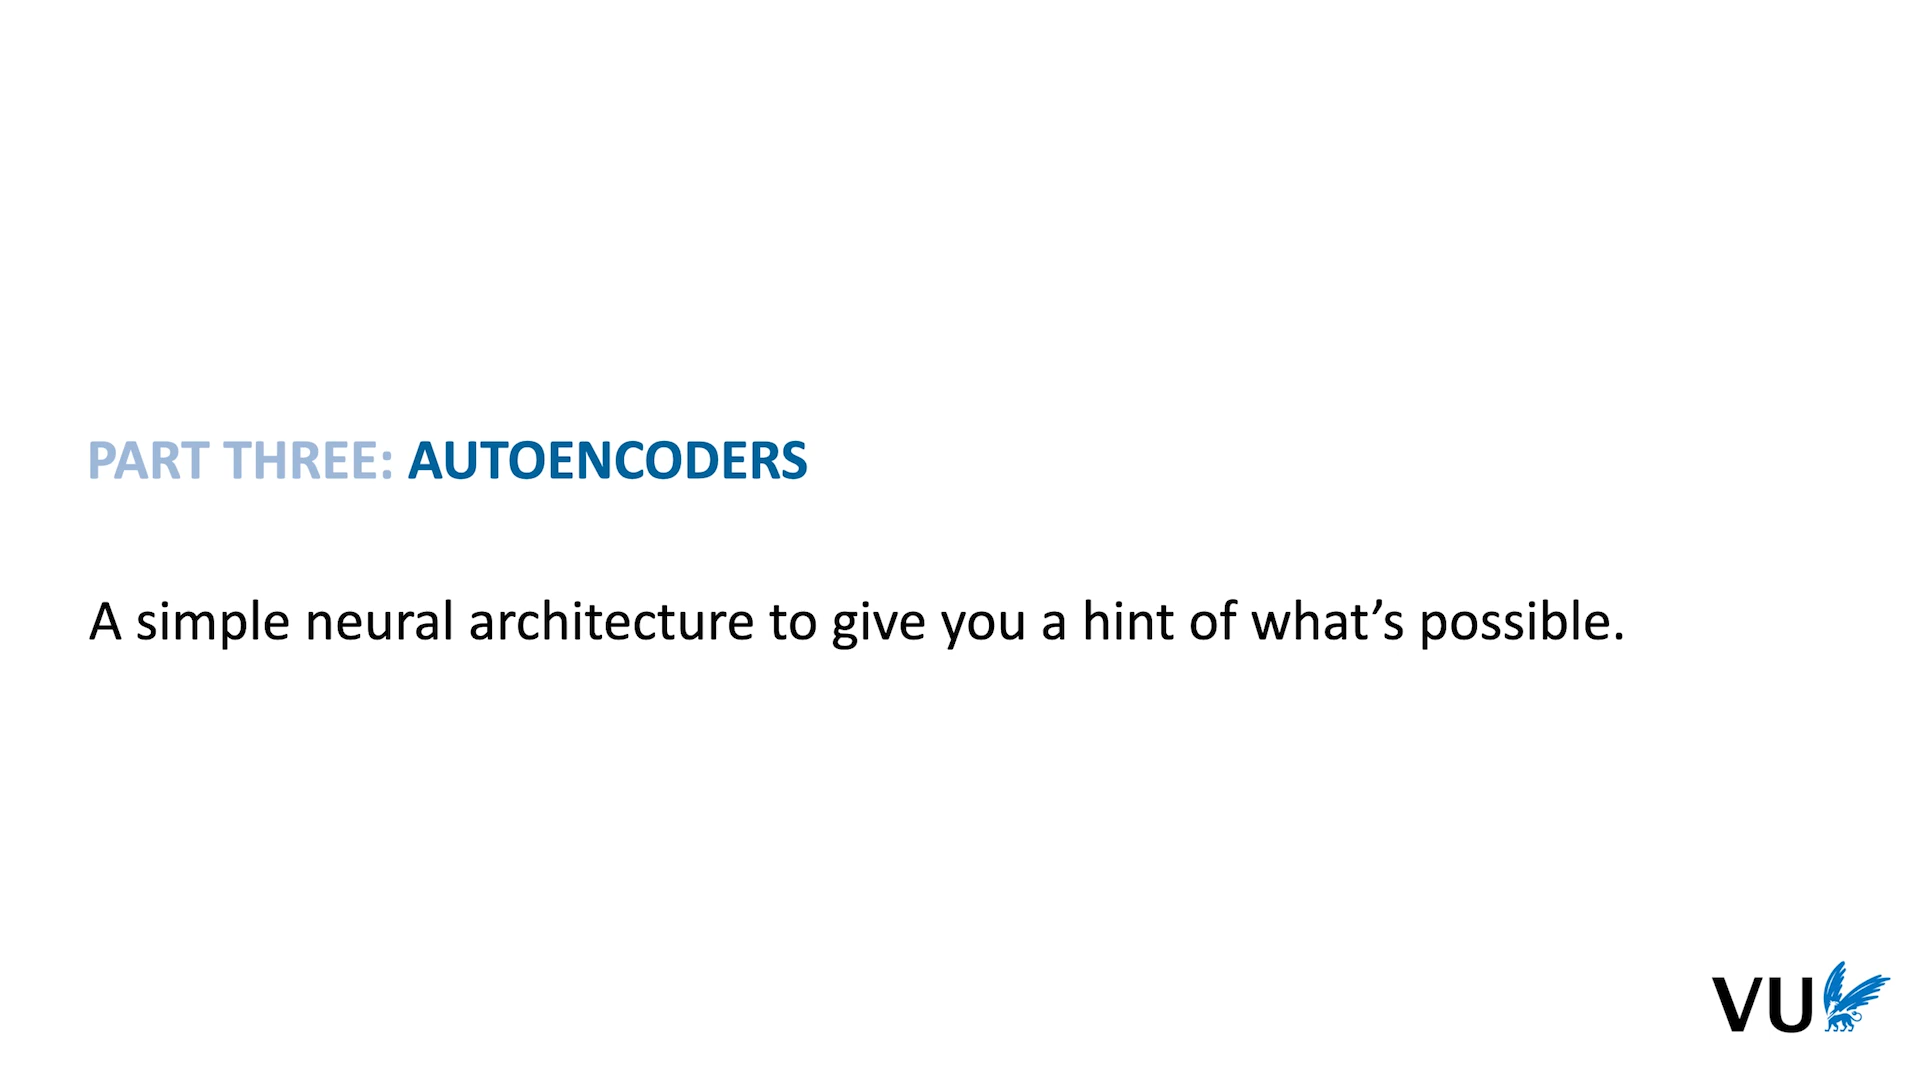 PART THREE: AUTOENCODERS
A simple neural architecture to give you a hint of what’s possible.
VU